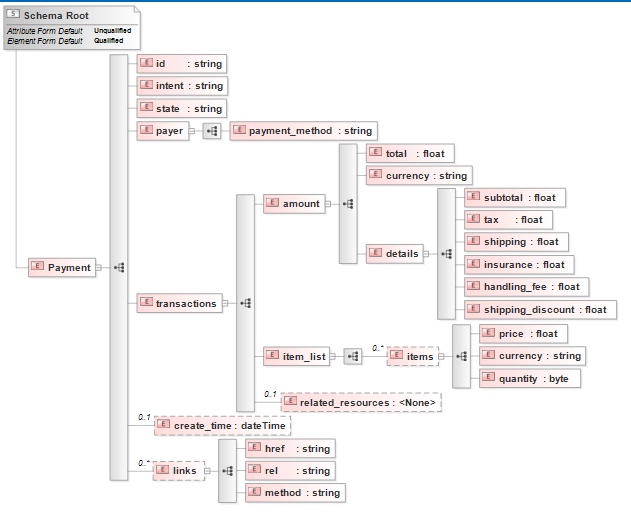 S Schema Root
Attribute Form Default Unqualified
Element Form Default Qualified
E id : string
E intent : string
E state : string
E payer
E payment_method : string
E total : float
E currency : string
E amount
E subtotal : float
E tax : float
E shipping : float
E details
E insurance : float
E Payment
E handling_fee : float
E transactions
E shipping_discount : float
E price : float
0..*
E item_list
E items
E currency : string
E quantity : byte
0..1
E related_resources : <None>
0..1
E create_time : dateTime
E href : string
0..*
E links
E rel : string
E method : string